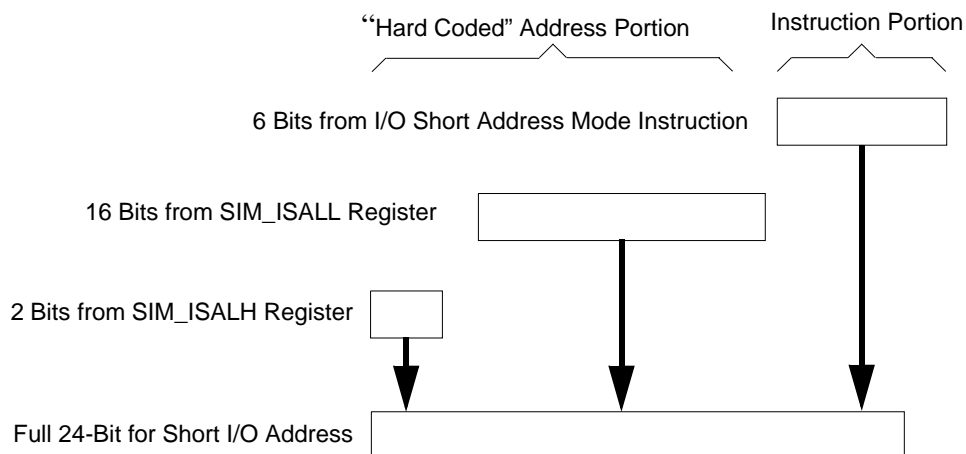 “Hard Coded” Address Portion
Instruction Portion
6 Bits from I/O Short Address Mode Instruction
16 Bits from SIM_ISALL Register
2 Bits from SIM_ISALH Register
Full 24-Bit for Short I/O Address